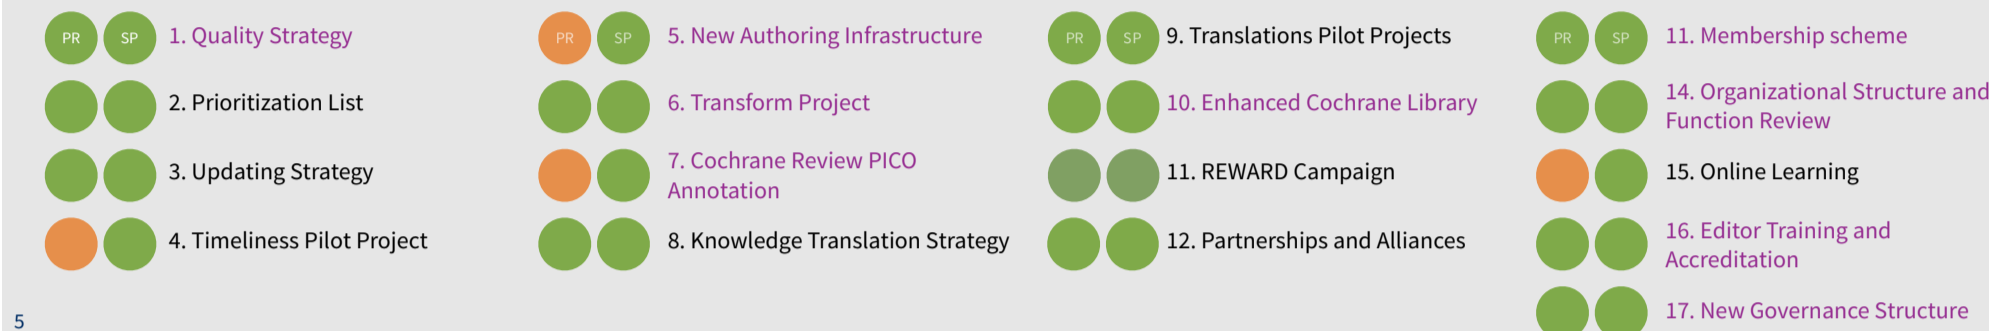 PR SP 1. Quality Strategy
2. Prioritization List
3. Updating Strategy
4. Timeliness Pilot Project
PR SP 5. New Authoring Infrastructure
6. Transform Project
7. Cochrane Review PICO
Annotation
8. Knowledge Translation Strategy
PR SP 9. Translations Pilot Projects
10. Enhanced Cochrane Library
11. REWARD Campaign
12. Partnerships and Alliances
PR SP 11. Membership scheme
14. Organizational Structure and
Function Review
15. Online Learning
16. Editor Training and
Accreditation
17. New Governance Structure
5